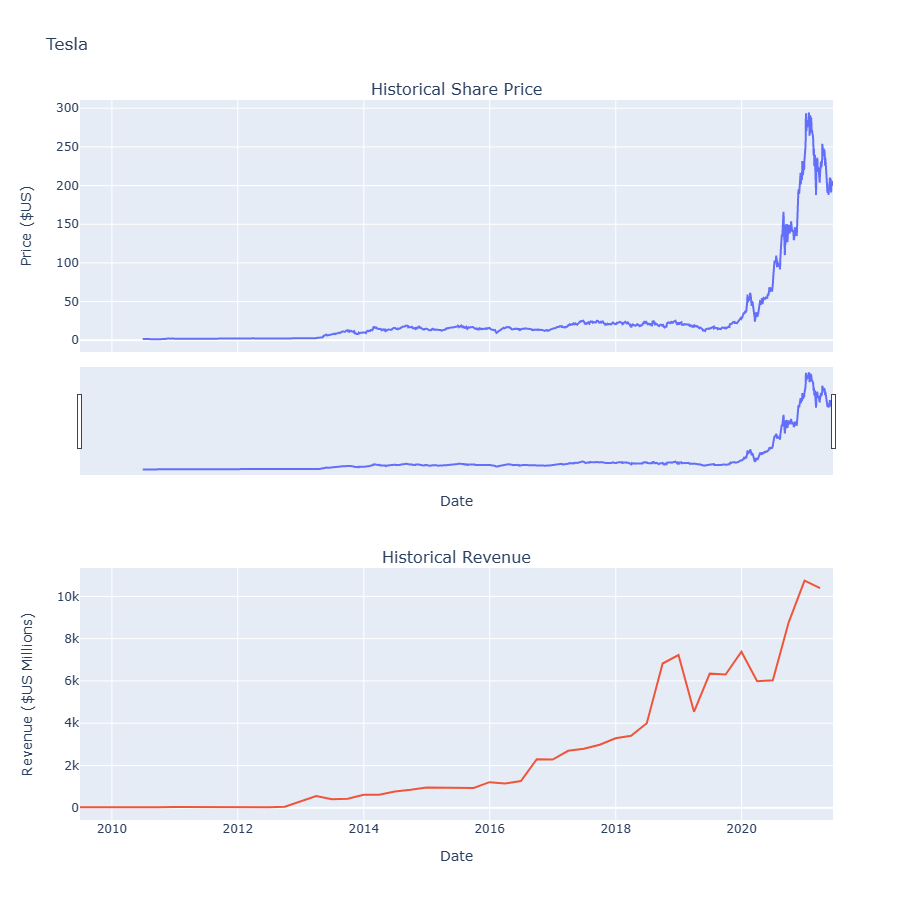 Tesla
Historical Share Price
300
250
200
150
100
50
0
Price ($US)
Date
Historical Revenue
10k
8k
6k
4k
2k
0
Revenue ($US Millions)
2010 2012 2014 2016 2018 2020
Date